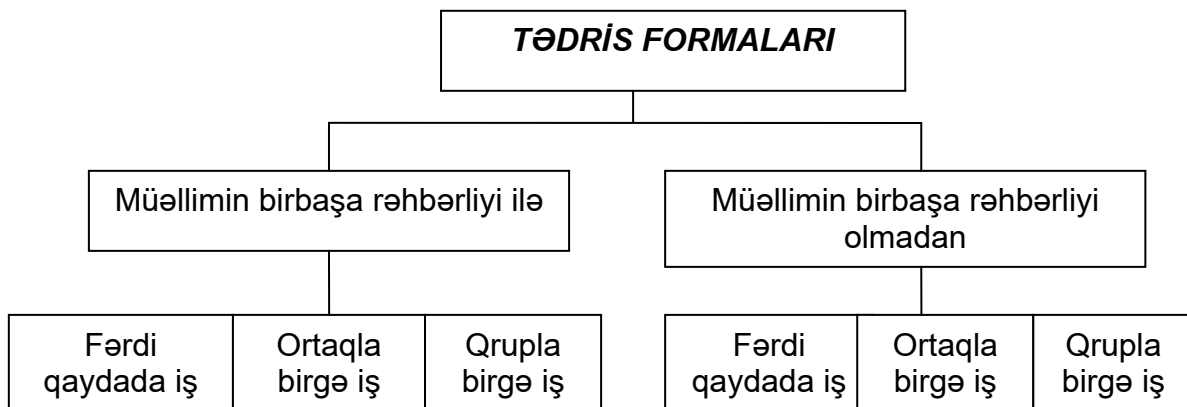 TƏDRİS FORMALARI
Müəllimin birbaşa rəhbərliyi ilə
Müəllimin birbaşa rəhbərliyi
olmadan
Fərdi
qaydada iş
Ortaqla
birgə iş
Qrupla
birgə iş
Fərdi
qaydada iş
Ortaqla
birgə iş
Qrupla
birgə iş